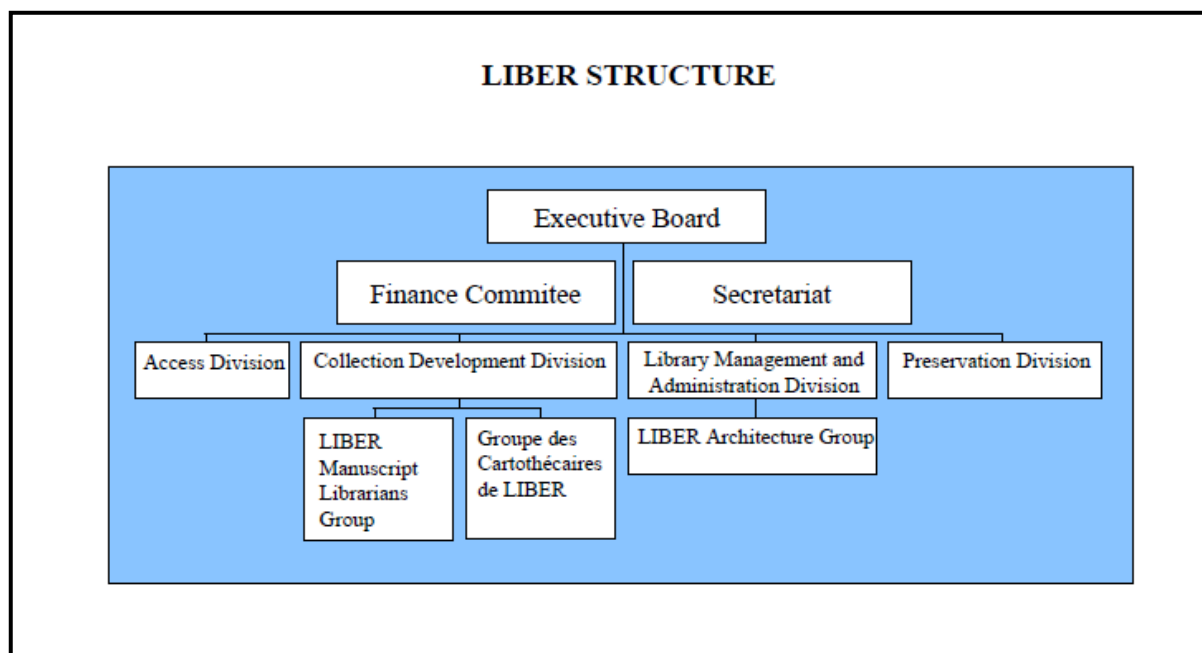 LIBER STRUCTURE
Executive Board
Finance Commitee
Secretariat
Access Division
Collection Development Division
Library Management and
Administration Division
Preservation Division
LIBER
Manuscript
Librarians
Group
Groupe des
Cartothécaires
de LIBER
LIBER Architecture Group